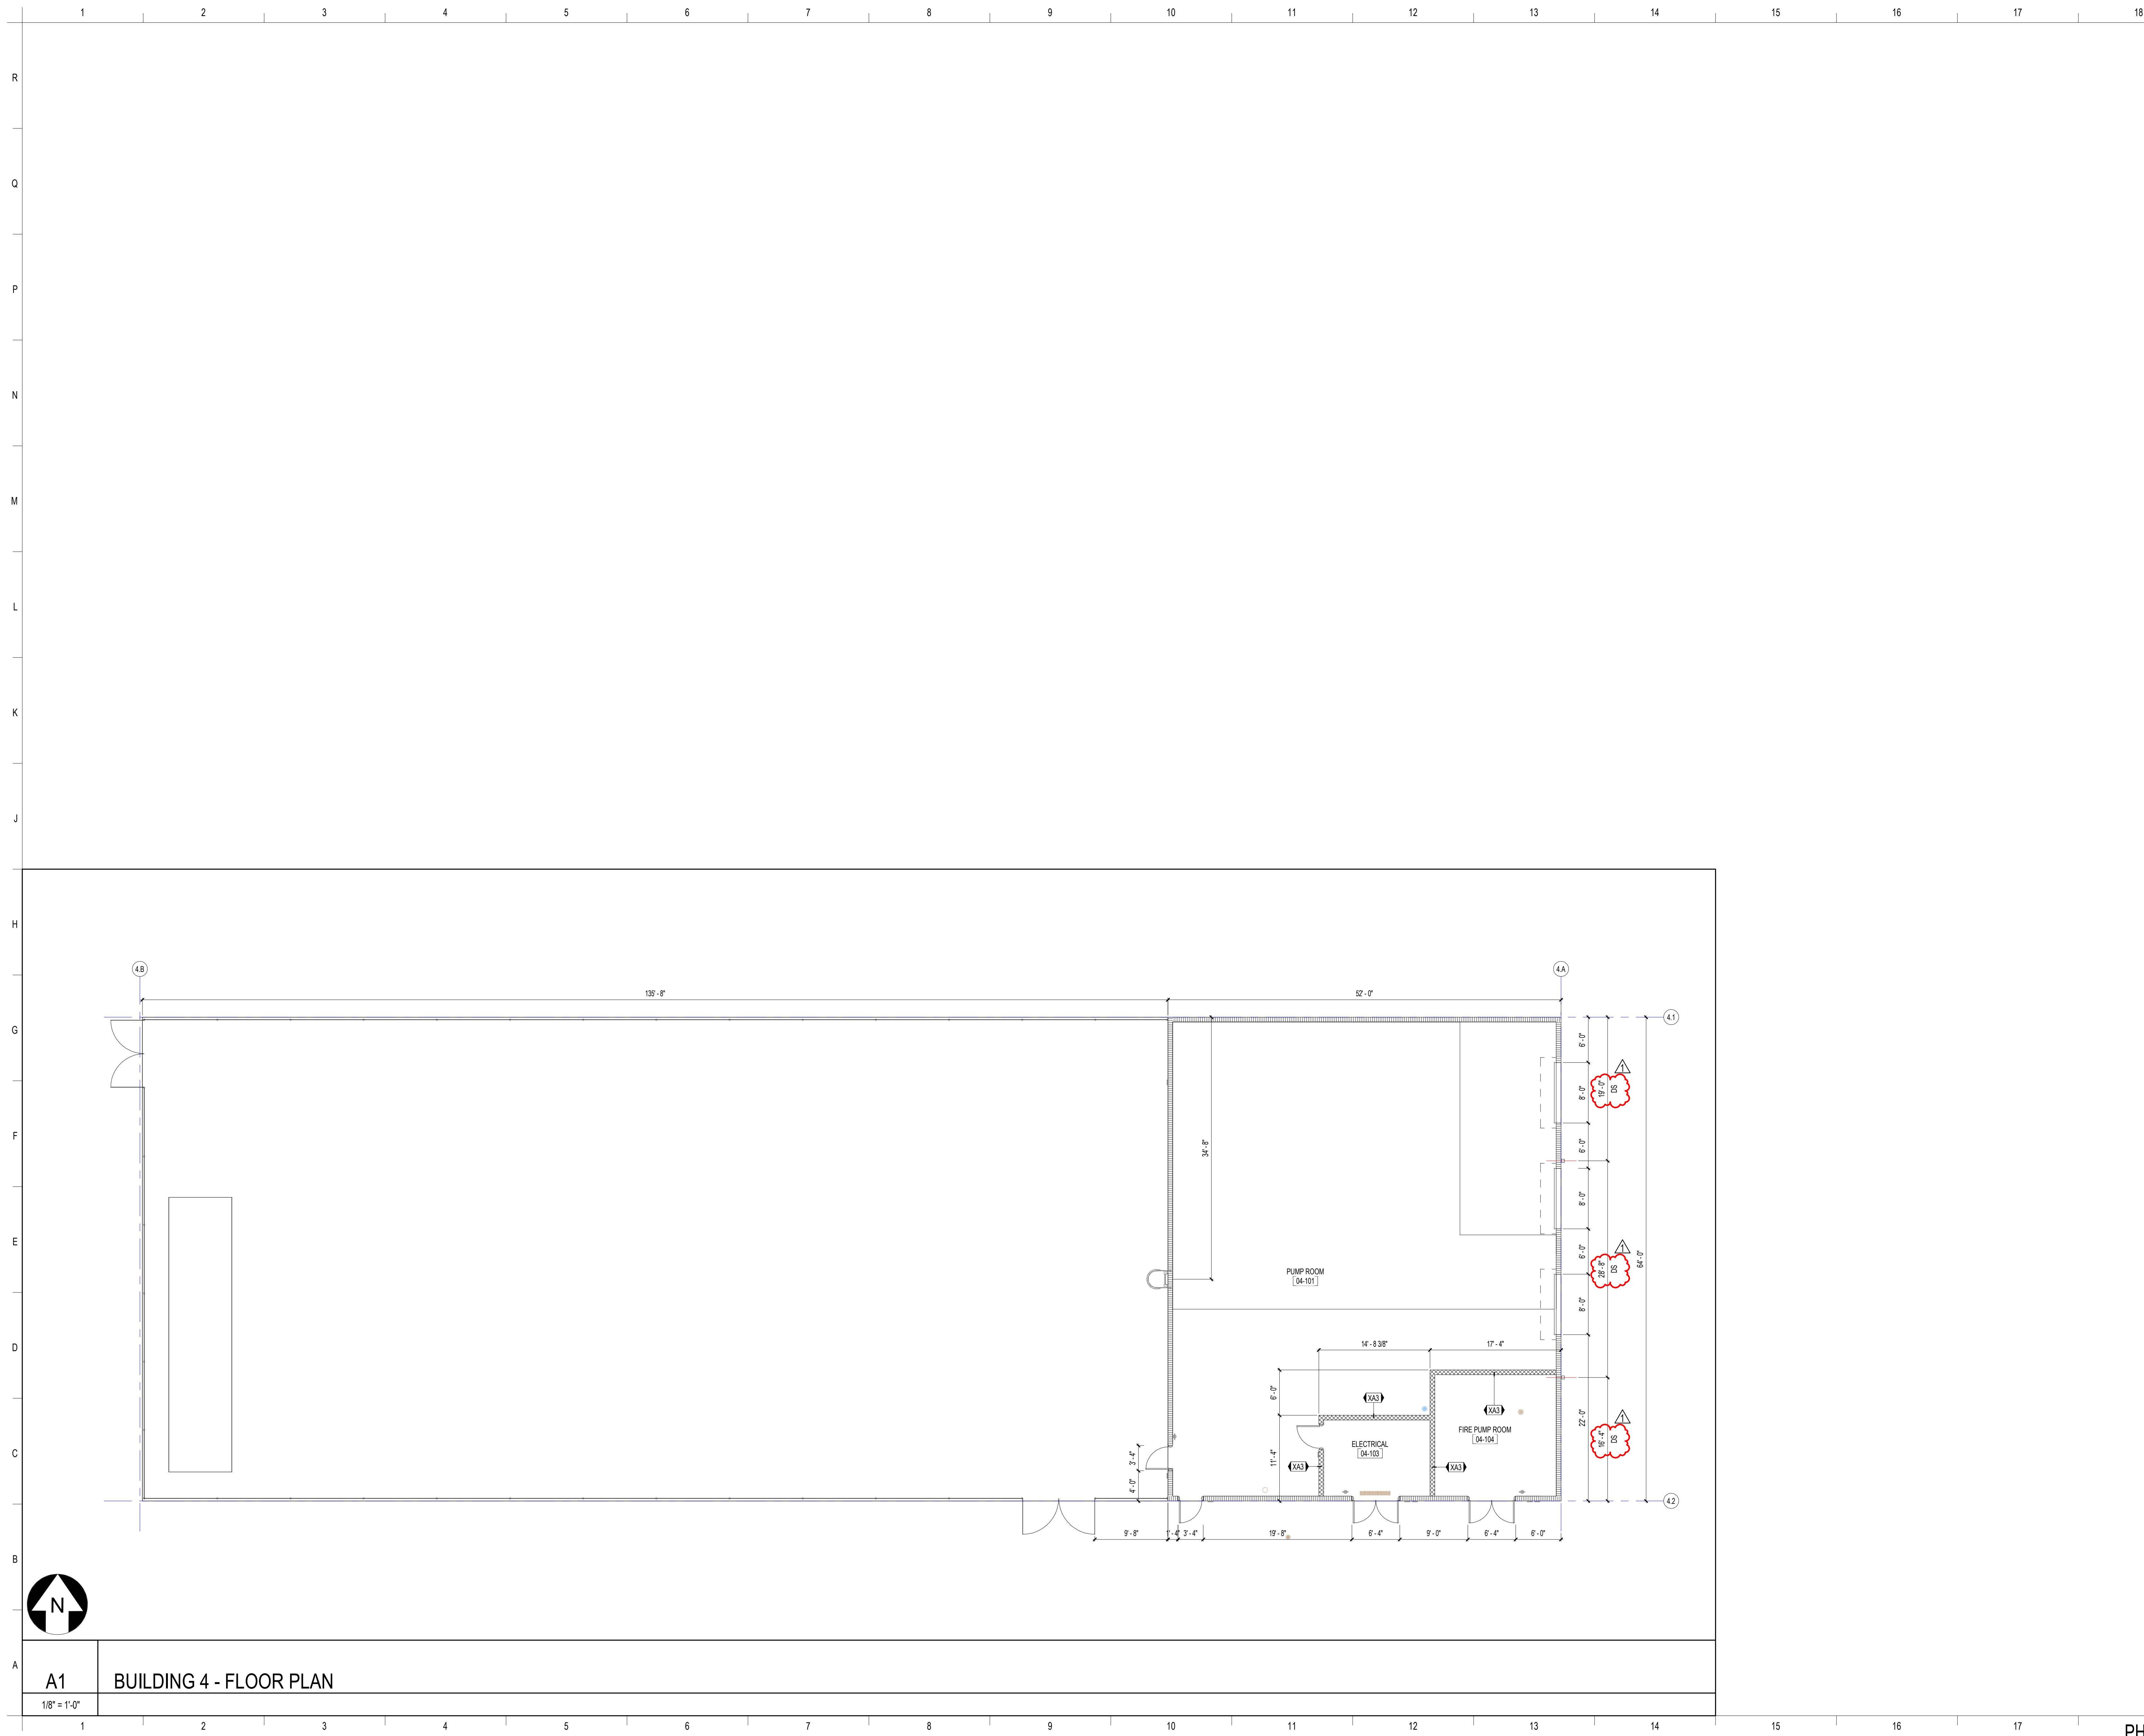 1 2 3 4 5 6 7 8 9 10 11 12 13 14 15 16 17 18
R
Q
P
N
M
L
K
J
H
G
F
E
D
C
B
A
4.B
4.A
135' - 8"
52' - 0"
4.1
6' - 0"
1
8' - 0"
19' - 0"
DS
34' - 8"
6' - 0"
8' - 0"
1
6' - 0"
28' - 8"
DS
64' - 0"
PUMP ROOM
04-101
8' - 0"
14' - 8 3/8"
17' - 4"
6' - 0"
XA3
XA3
22' - 0"
1
16' - 4"
DS
FIRE PUMP ROOM
04-104
ELECTRICAL
04-103
3' - 4"
11' - 4"
XA3
XA3
4' - 0"
4.2
9' - 8"
1' - 4"
3' - 4"
19' - 8"
6' - 4"
9' - 0"
6' - 4"
6' - 0"
N
A1
BUILDING 4 - FLOOR PLAN
1/8" = 1'-0"
1 2 3 4 5 6 7 8 9 10 11 12 13 14 15 16 17
PH